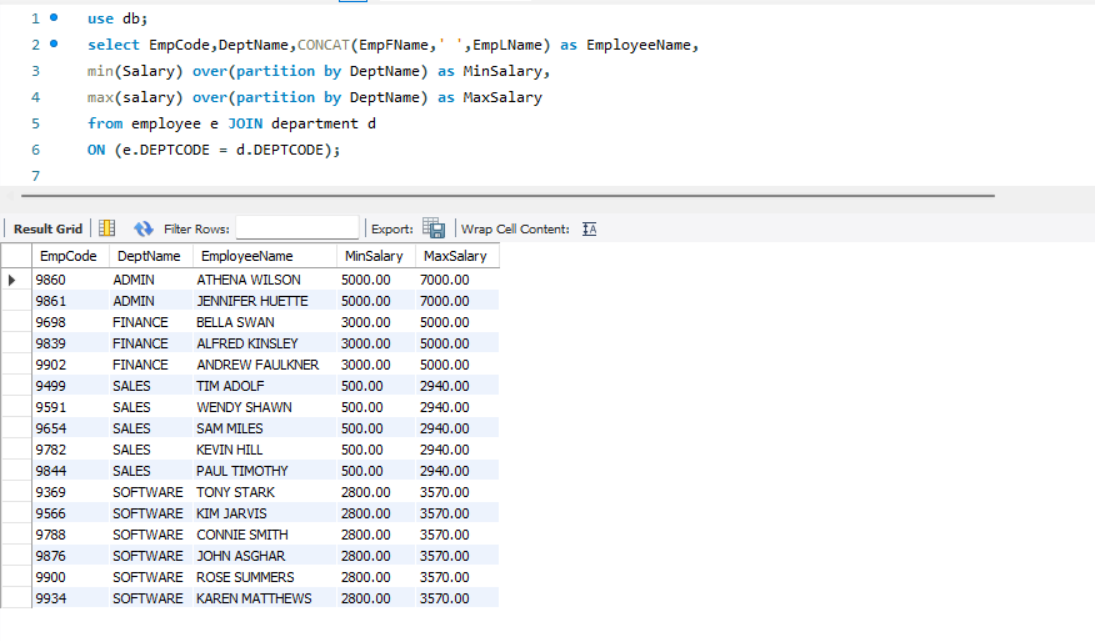 1 use db;
2 select EmpCode,DeptName,CONCAT(EmpFName,' ',EmpLName) as EmployeeName,
3 min(Salary) over(partition by DeptName) as MinSalary,
4 max(salary) over(partition by DeptName) as MaxSalary
5 from employee e JOIN department d
6 ON (e.DEPTCODE = d.DEPTCODE);
7
Result Grid Filter Rows: Export: Wrap Cell Content: IA
EmpCode DeptName EmployeeName MinSalary MaxSalary
9860 ADMIN ATHENA WILSON 5000.00 7000.00
9861 ADMIN JENNIFER HUETTE 5000.00 7000.00
9698 FINANCE BELLA SWAN 3000.00 5000.00
9839 FINANCE ALFRED KINSLEY 3000.00 5000.00
9902 FINANCE ANDREW FAULKNER 3000.00 5000.00
9499 SALES TIM ADOLF 500.00 2940.00
9591 SALES WENDY SHAWN 500.00 2940.00
9654 SALES SAM MILES 500.00 2940.00
9782 SALES KEVIN HILL 500.00 2940.00
9844 SALES PAUL TIMOTHY 500.00 2940.00
9369 SOFTWARE TONY STARK 2800.00 3570.00
9566 SOFTWARE KIM JARVIS 2800.00 3570.00
9788 SOFTWARE CONNIE SMITH 2800.00 3570.00
9876 SOFTWARE JOHN ASGHAR 2800.00 3570.00
9900 SOFTWARE ROSE SUMMERS 2800.00 3570.00
9934 SOFTWARE KAREN MATTHEWS 2800.00 3570.00